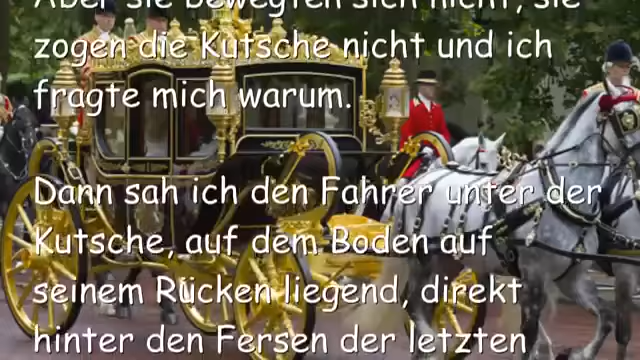 Aber sie bewegten sich nicht, sie
zogen die Kutsche nicht und ich
fragte mich warum.
Dann sah ich den Fahrer unter der
Kutsche, auf dem Boden auf
seinem Rücken liegend, direkt
hinter den Fersen der letzten